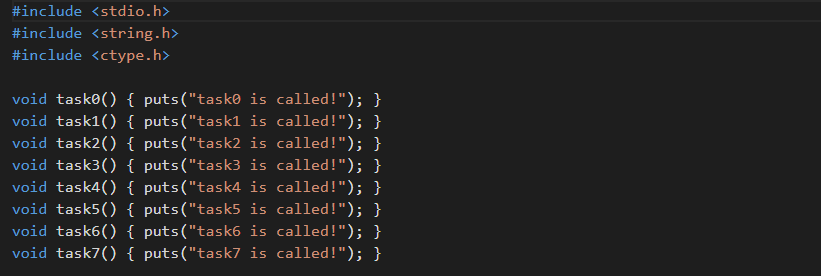 #include <stdio.h>
#include <string.h>
#include <ctype.h>
void task0() { puts("task0 is called!"); }
void task1() { puts("task1 is called!"); }
void task2() { puts("task2 is called!"); }
void task3() { puts("task3 is called!"); }
void task4() { puts("task4 is called!"); }
void task5() { puts("task5 is called!"); }
void task6() { puts("task6 is called!"); }
void task7() { puts("task7 is called!"); }